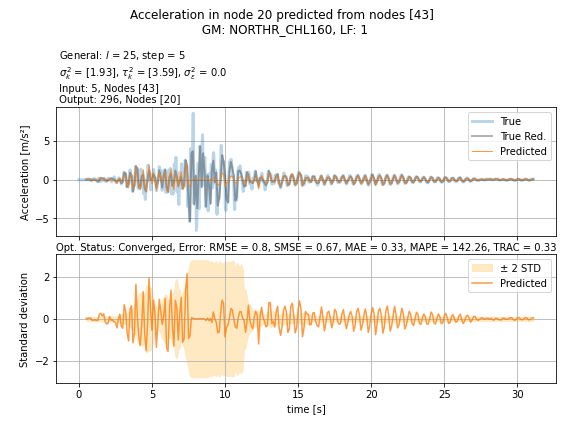 Acceleration in node 20 predicted from nodes [43]
GM: NORTHR_CHL160, LF: 1
General: l = 25, step = 5
σ²ₖ = [1.93], τ²ₖ = [3.59], σ²ε = 0.0
Input: 5, Nodes [43]
Output: 296, Nodes [20]
Acceleration [m/s²]
5
0
−5
True
True Red.
Predicted
Opt. Status: Converged, Error: RMSE = 0.8, SMSE = 0.67, MAE = 0.33, MAPE = 142.26, TRAC = 0.33
Standard deviation
2
0
−2
± 2 STD
Predicted
0 5 10 15 20 25 30
time [s]